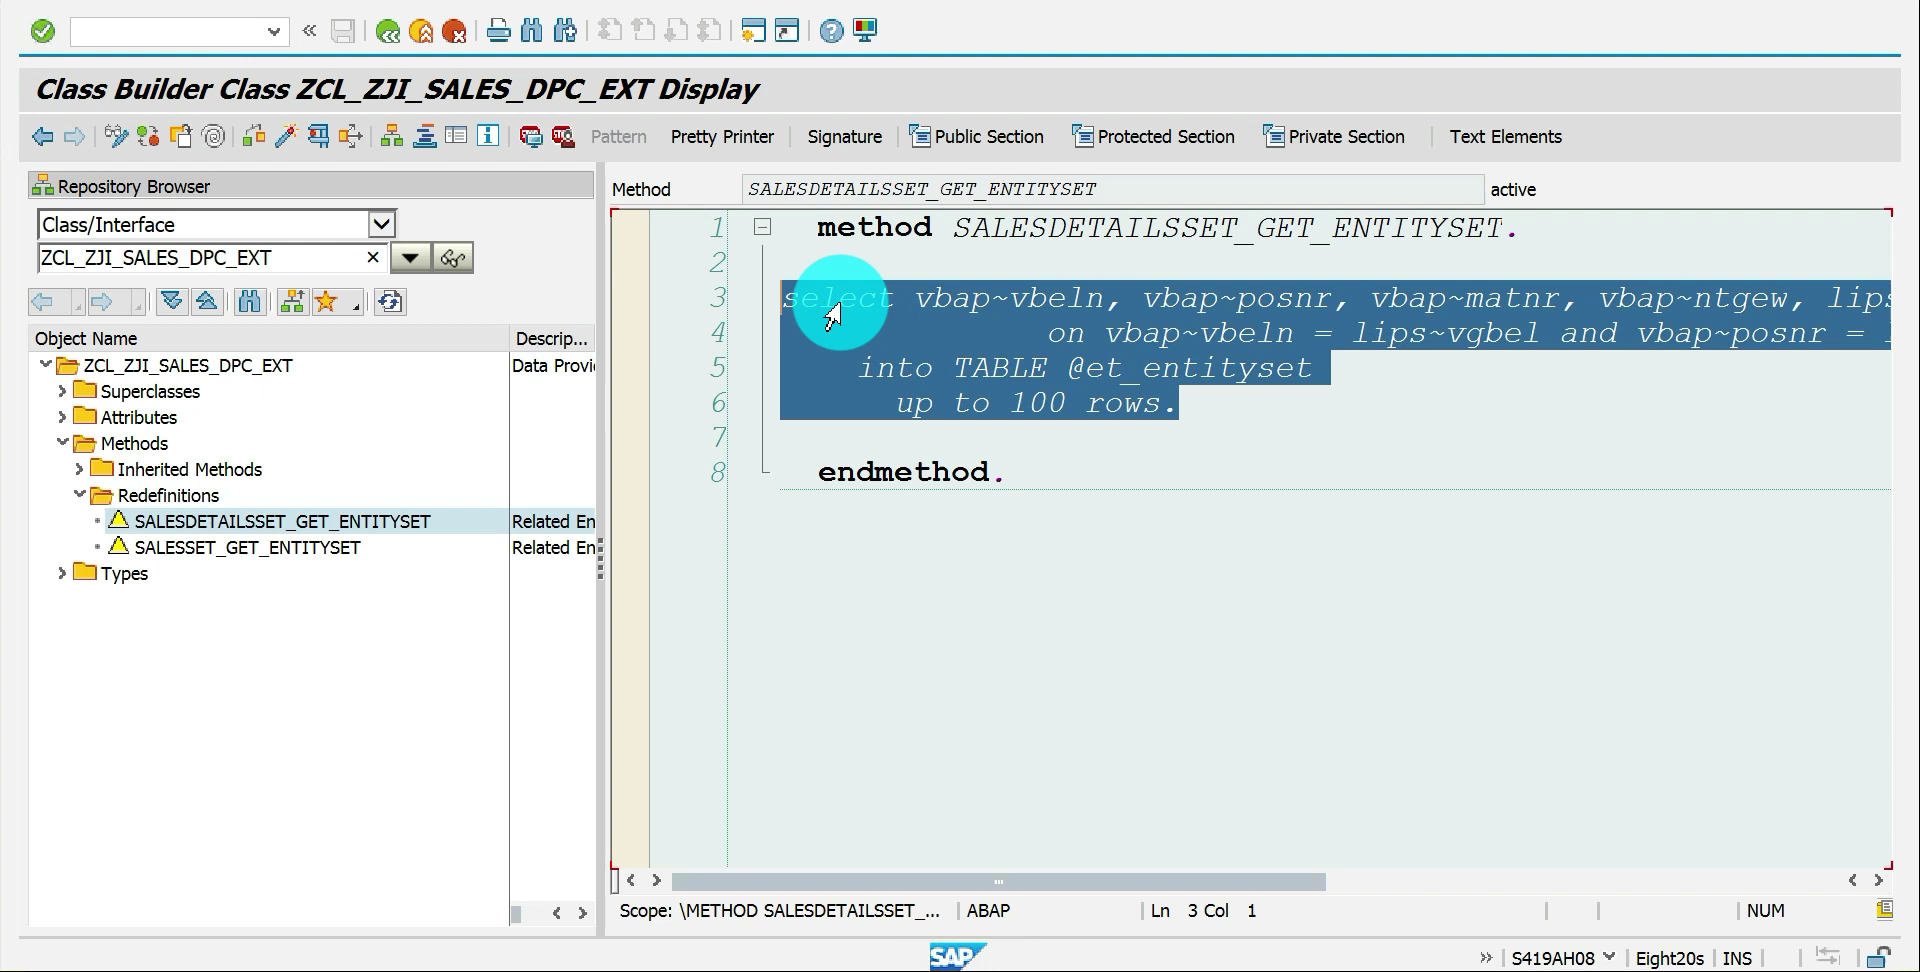 Class Builder Class ZCL_ZJI_SALES_DPC_EXT Display
Pattern Pretty Printer Signature Public Section Protected Section Private Section Text Elements
Repository Browser
Class/Interface
ZCL_ZJI_SALES_DPC_EXT
Object Name Descrip...
ZCL_ZJI_SALES_DPC_EXT Data Provi
Superclasses
Attributes
Methods
Inherited Methods
Redefinitions
SALESDETAILSSET_GET_ENTITYSET Related En
SALESSET_GET_ENTITYSET Related En
Types
Method SALESDETAILSSET_GET_ENTITYSET active
1 method SALESDETAILSSET_GET_ENTITYSET.
2
3 select vbap~vbeln, vbap~posnr, vbap~matnr, vbap~ntgew, lips
4 on vbap~vbeln = lips~vgbel and vbap~posnr =
5 into TABLE @et_entityset
6 up to 100 rows.
7
8 endmethod.
Scope: \METHOD SALESDETAILSSET_... ABAP Ln 3 Col 1 NUM
SAP S419AH08 Eight20s INS